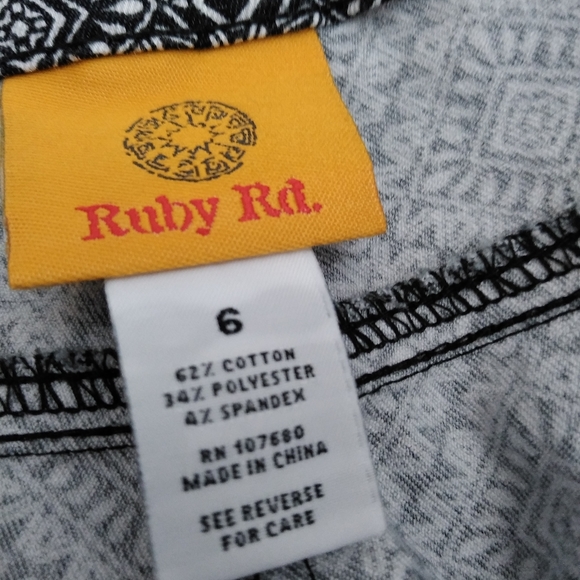 Ruby Rd.
6
62% COTTON
34% POLYESTER
4% SPANDEX
RN 107680
MADE IN CHINA
SEE REVERSE
FOR CARE